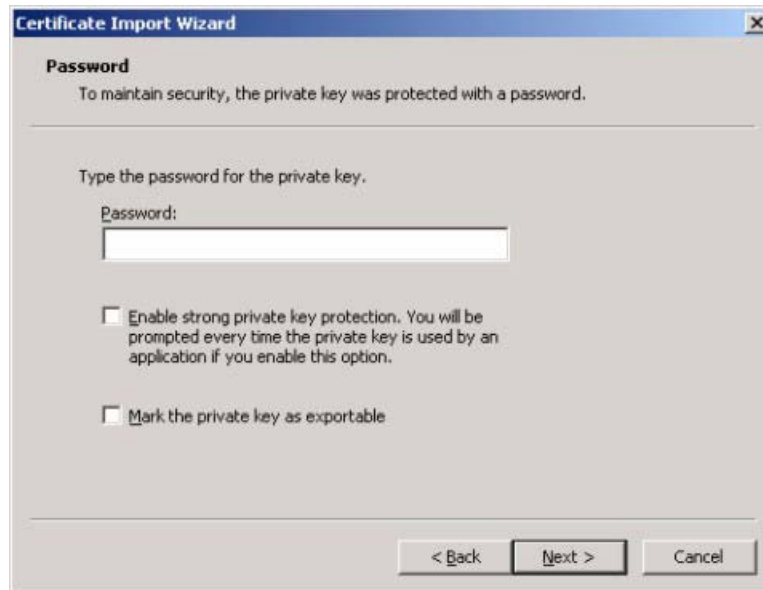 Certificate Import Wizard
Password
To maintain security, the private key was protected with a password.
Type the password for the private key.
Password:
Enable strong private key protection. You will be
prompted every time the private key is used by an
application if you enable this option.
Mark the private key as exportable
< Back
Next >
Cancel